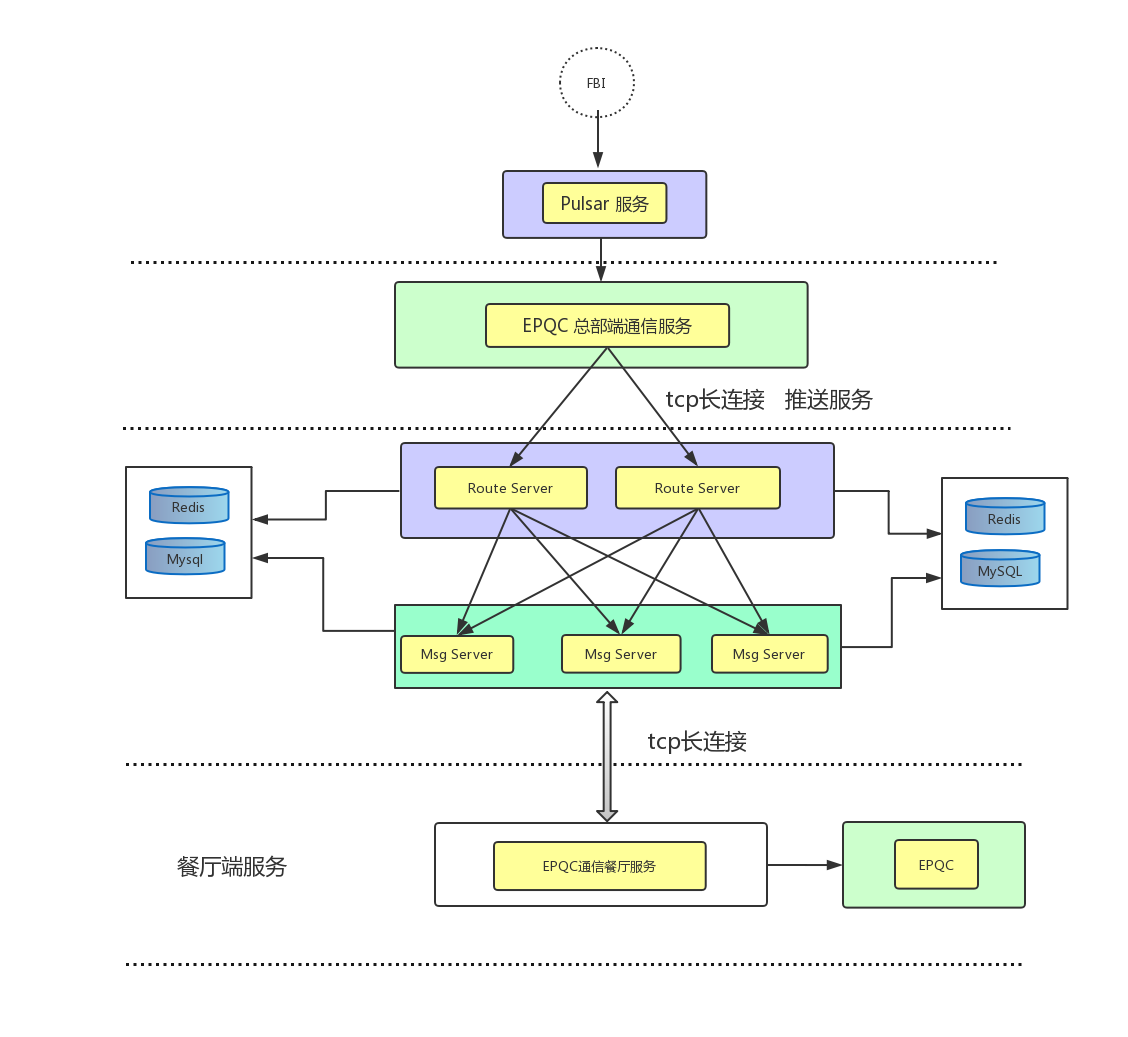 FBI
Pulsar 服务
EPQC 总部端通信服务
tcp长连接 推送服务
Route Server
Route Server
Redis
Mysql
Redis
MySQL
Msg Server
Msg Server
Msg Server
tcp长连接
餐厅端服务
EPQC通信餐厅服务
EPQC